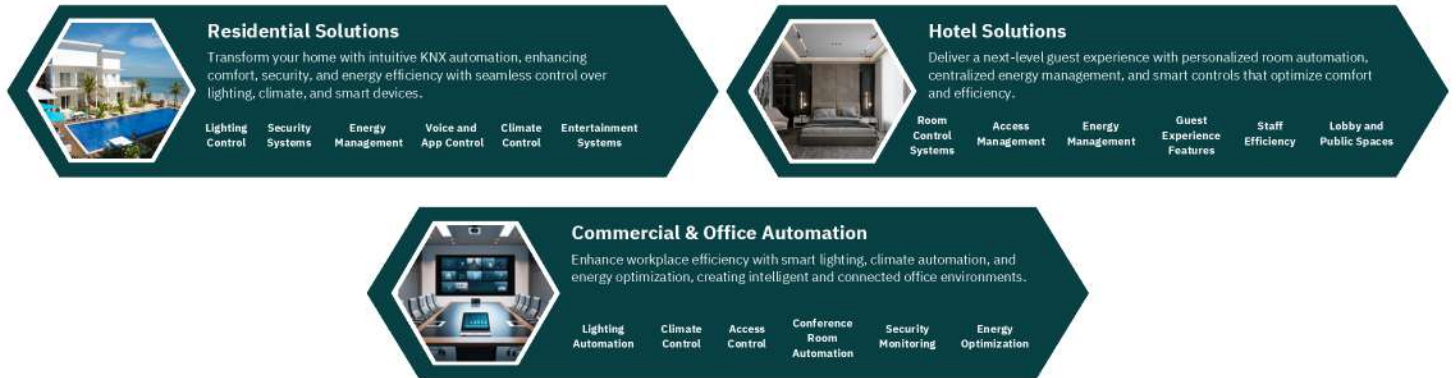 Residential Solutions
Transform your home with intuitive KNX automation, enhancing
comfort, security, and energy efficiency with seamless control over
lighting, climate, and smart devices.
Lighting Control
Security Systems
Energy Management
Voice and App Control
Climate Control
Entertainment Systems
Hotel Solutions
Deliver a next-level guest experience with personalized room automation,
centralized energy management, and smart controls that optimize comfort
and efficiency.
Room Control Systems
Access Management
Energy Management
Guest Experience Features
Staff Efficiency
Lobby and Public Spaces
Commercial & Office Automation
Enhance workplace efficiency with smart lighting, climate automation, and
energy optimization, creating intelligent and connected office environments.
Lighting Automation
Climate Control
Access Control
Conference Room Automation
Security Monitoring
Energy Optimization